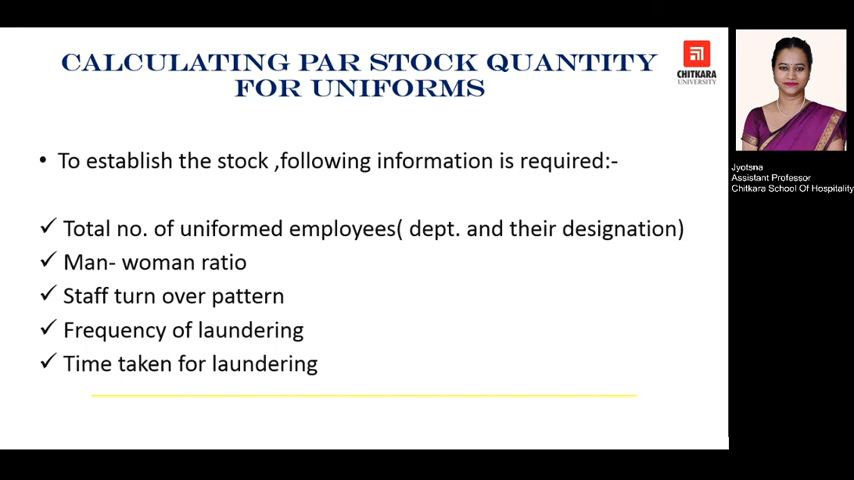 CALCULATING PAR STOCK QUANTITY
FOR UNIFORMS
CHITKARA
UNIVERSITY
• To establish the stock ,following information is required:-
✓ Total no. of uniformed employees( dept. and their designation)
✓ Man- woman ratio
✓ Staff turn over pattern
✓ Frequency of laundering
✓ Time taken for laundering
Jyotsna
Assistant Professor
Chitkara School Of Hospitality